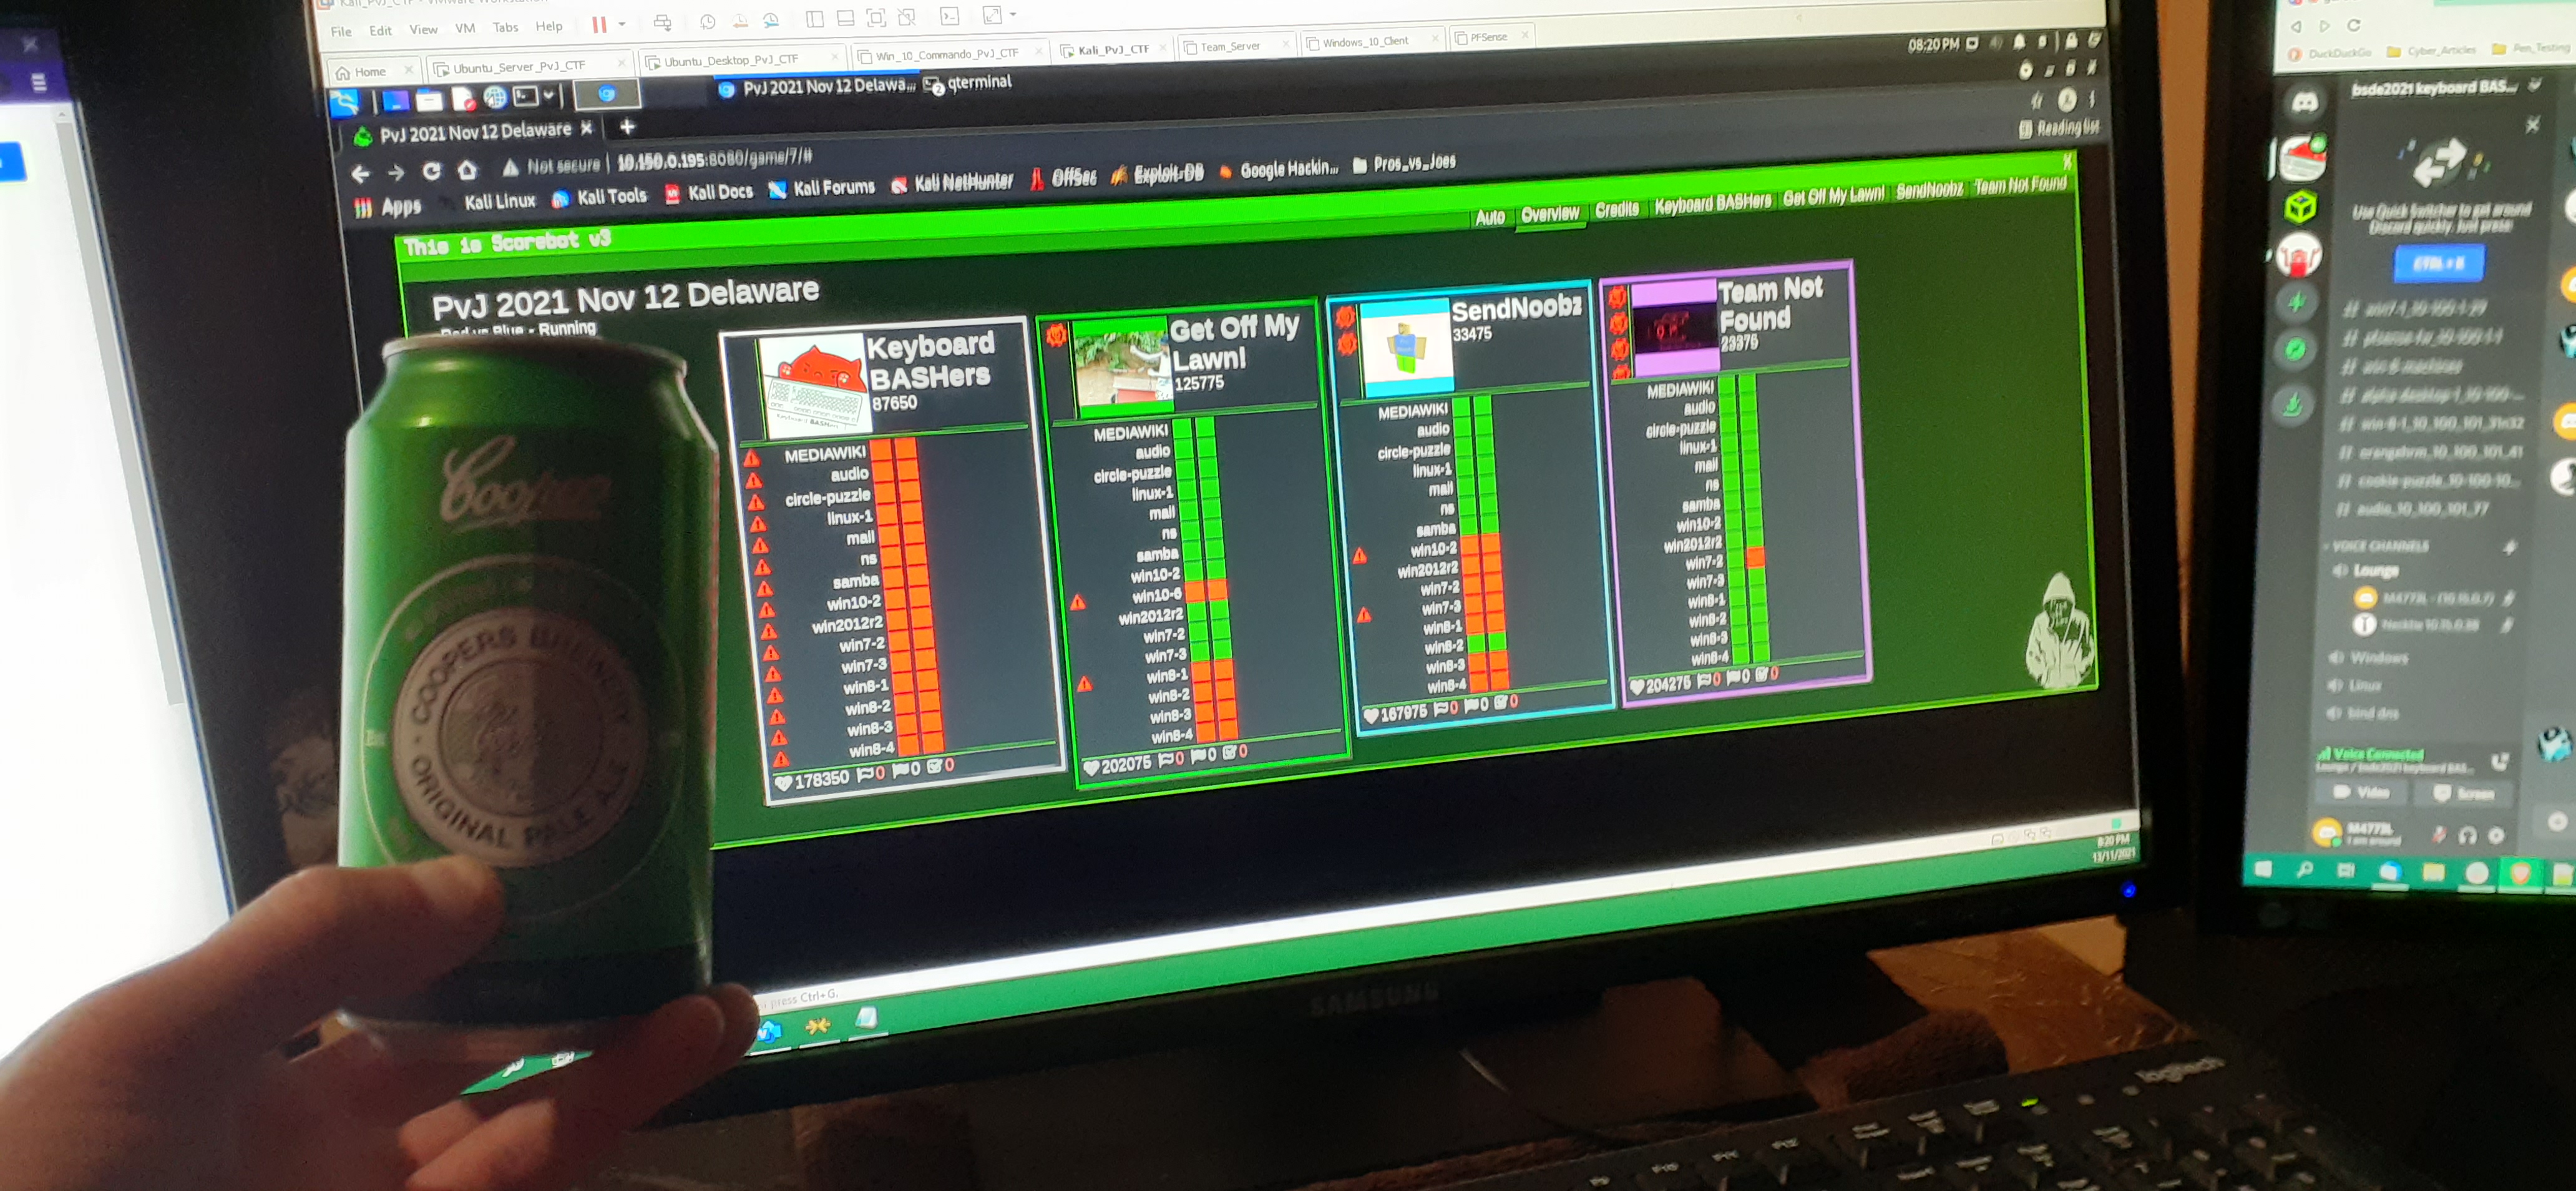 File Edit View VM Tabs Help
Home
Ubuntu_Server_PvJ_CTF
Ubuntu_Desktop_PvJ_CTF
Win_10_Commando_PvJ_CTF
Kali_PvJ_CTF
Team_Server
Windows_10_Client
PFSense
PvJ 2021 Nov 12 Delawa...
qterminal
08:20 PM
PvJ 2021 Nov 12 Delaware
Reading list
Not secure | 10.150.0.195:8080/game/7/#
Apps Kali Linux Kali Tools Kali Docs Kali Forums Kali NetHunter OffSec Exploit-DB Google Hackin... Pros_vs_Joes
This is Scorebot v3
Auto Overview Credits Keyboard BASHers Get Off My Lawn! SendNoobz Team Not Found
PvJ 2021 Nov 12 Delaware
Red vs Blue - Running
Keyboard
BASHers
87650
MEDIAWIKI
audio
circle-puzzle
linux-1
mail
ns
samba
win10-2
win2012r2
win7-2
win7-3
win8-1
win8-2
win8-3
win8-4
178350 0 0 0
Get Off My
Lawn!
125775
MEDIAWIKI
audio
circle-puzzle
linux-1
mail
ns
samba
win10-2
win10-6
win2012r2
win7-2
win7-3
win8-1
win8-2
win8-3
win8-4
202075 0 0 0
SendNoobz
33475
MEDIAWIKI
audio
circle-puzzle
linux-1
mail
ns
samba
win10-2
win2012r2
win7-2
win7-3
win8-1
win8-2
win8-3
win8-4
167975 0 0 0
Team Not
Found
23375
MEDIAWIKI
audio
circle-puzzle
linux-1
mail
ns
samba
win10-2
win2012r2
win7-2
win7-3
win8-1
win8-2
win8-3
win8-4
204275 0 0 0
Coopers
COOPERS BREWERY
ORIGINAL PALE ALE
press Ctrl+G.
8:20 PM
13/11/2021
SAMSUNG
logitech
DuckDuckGo Cyber_Articles Pen_Testing
bsde2021 keyboard BAS...
Use Quick Switcher to get around
Discord quickly. Just press:
CTRL + K
VOICE CHANNELS
Lounge
Windows
Linux
bind dns
Voice Connected
Video
Screen
M4773L